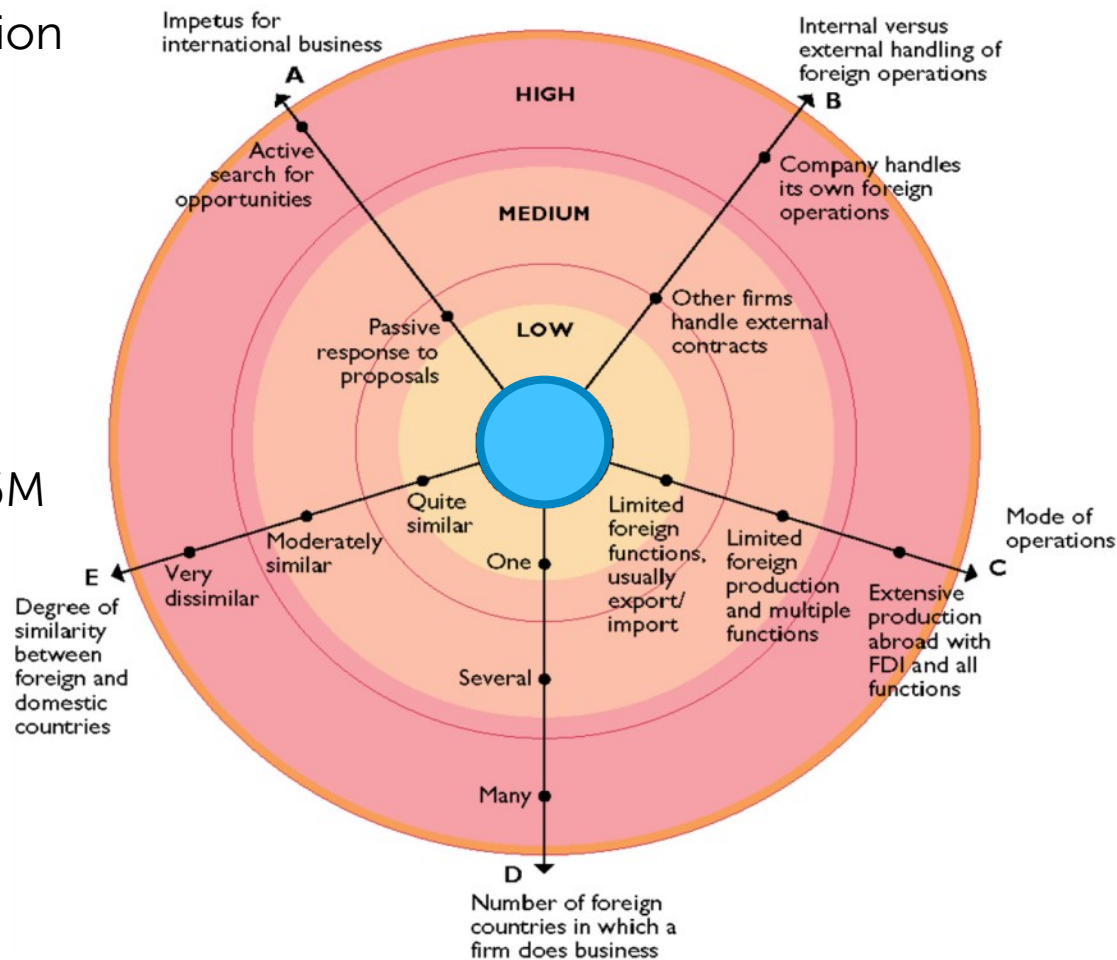 ion
Impetus for
international business
A
Internal versus
external handling of
foreign operations
B
HIGH
Active
search for
opportunities
Company handles
its own foreign
operations
MEDIUM
Passive
response to
proposals
Other firms
handle external
contracts
LOW
Quite
similar
Moderately
similar
Very
dissimilar
E
Degree of
similarity
between
foreign and
domestic
countries
One
Several
Many
D
Number of foreign
countries in which a
firm does business
Limited
foreign
functions,
usually
export/
import
Limited
foreign
production
and multiple
functions
Extensive
production
abroad with
FDI and all
functions
Mode of
operations
C